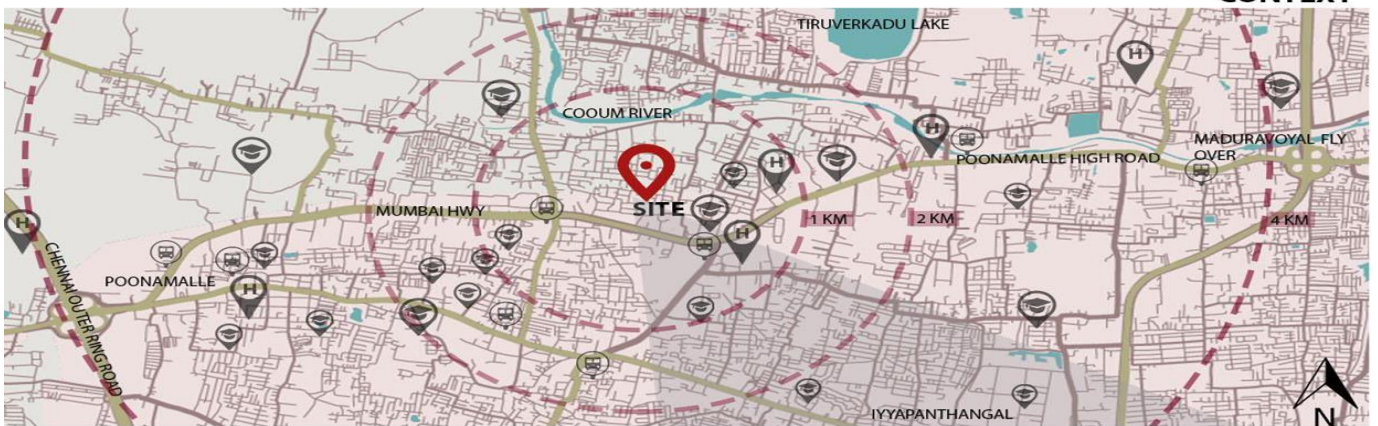 CONTEXT
TIRUVERKADU LAKE
H
COOUM RIVER
H
MADURAVOYAL FLY
OVER
POONAMALLE HIGH ROAD
H
SITE
MUMBAI HWY
1 KM
2 KM
4 KM
H
H
CHENNAI OUTER RING ROAD
POONAMALLE
H
IYYAPANTHANGAL
N